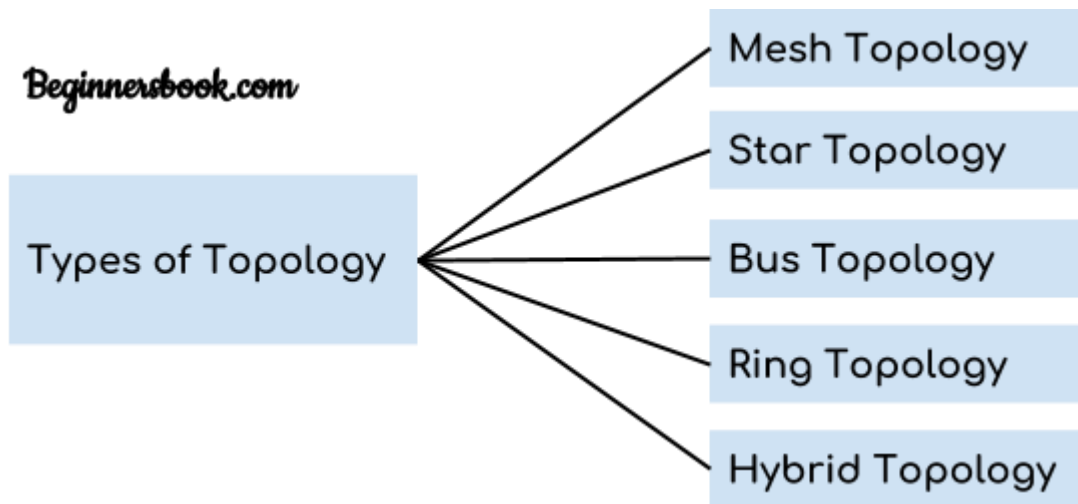 Beginnersbook.com
Types of Topology
Mesh Topology
Star Topology
Bus Topology
Ring Topology
Hybrid Topology